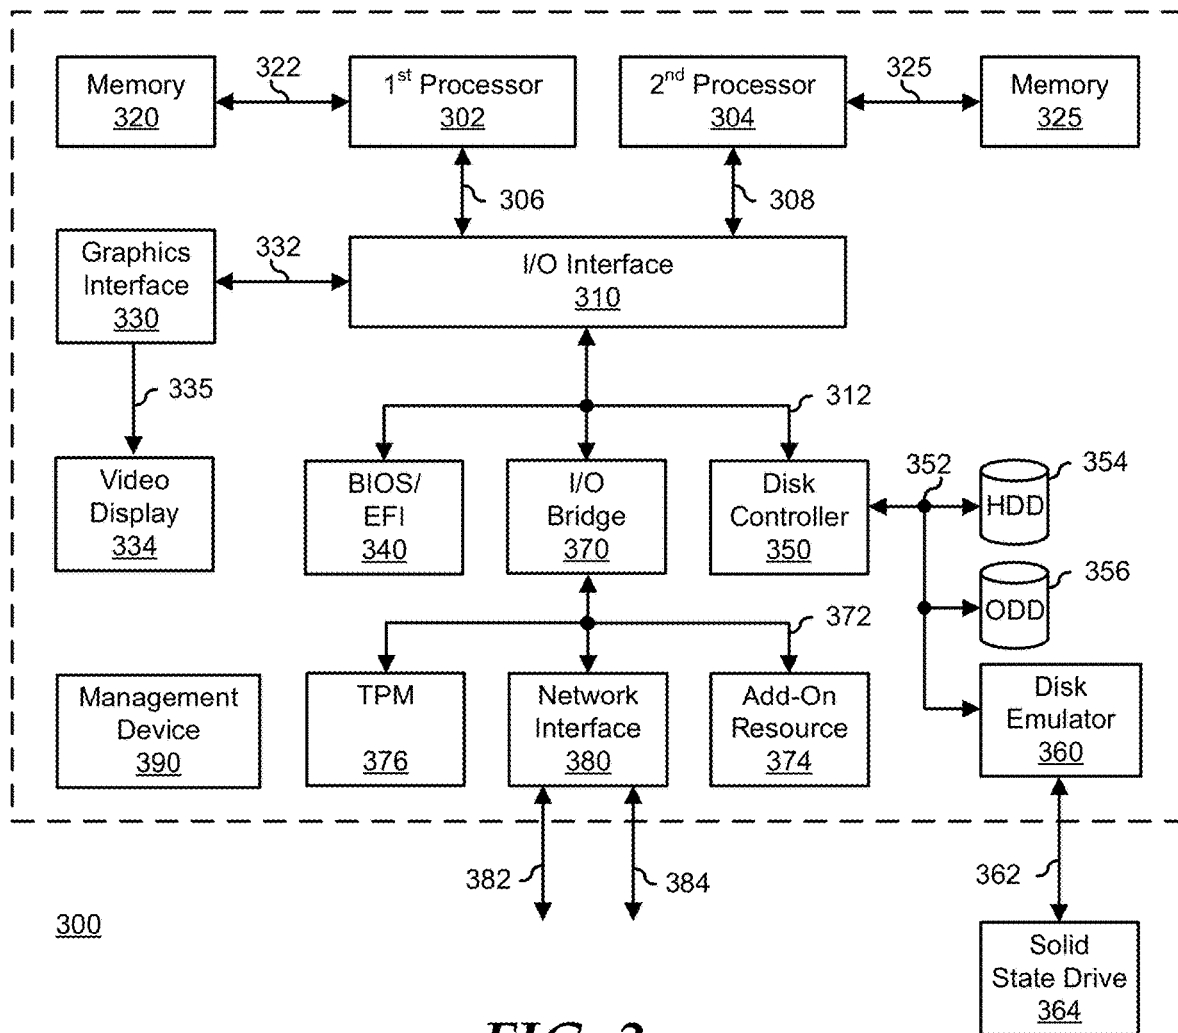 322
325
Memory
320
1st Processor
302
2nd Processor
304
Memory
325
306
308
Graphics
Interface
330
332
I/O Interface
310
335
312
Video
Display
334
BIOS/
EFI
340
I/O
Bridge
370
Disk
Controller
350
352
354
HDD
356
ODD
372
Management
Device
390
TPM
376
Network
Interface
380
Add-On
Resource
374
Disk
Emulator
360
382
384
362
300
Solid
State Drive
364